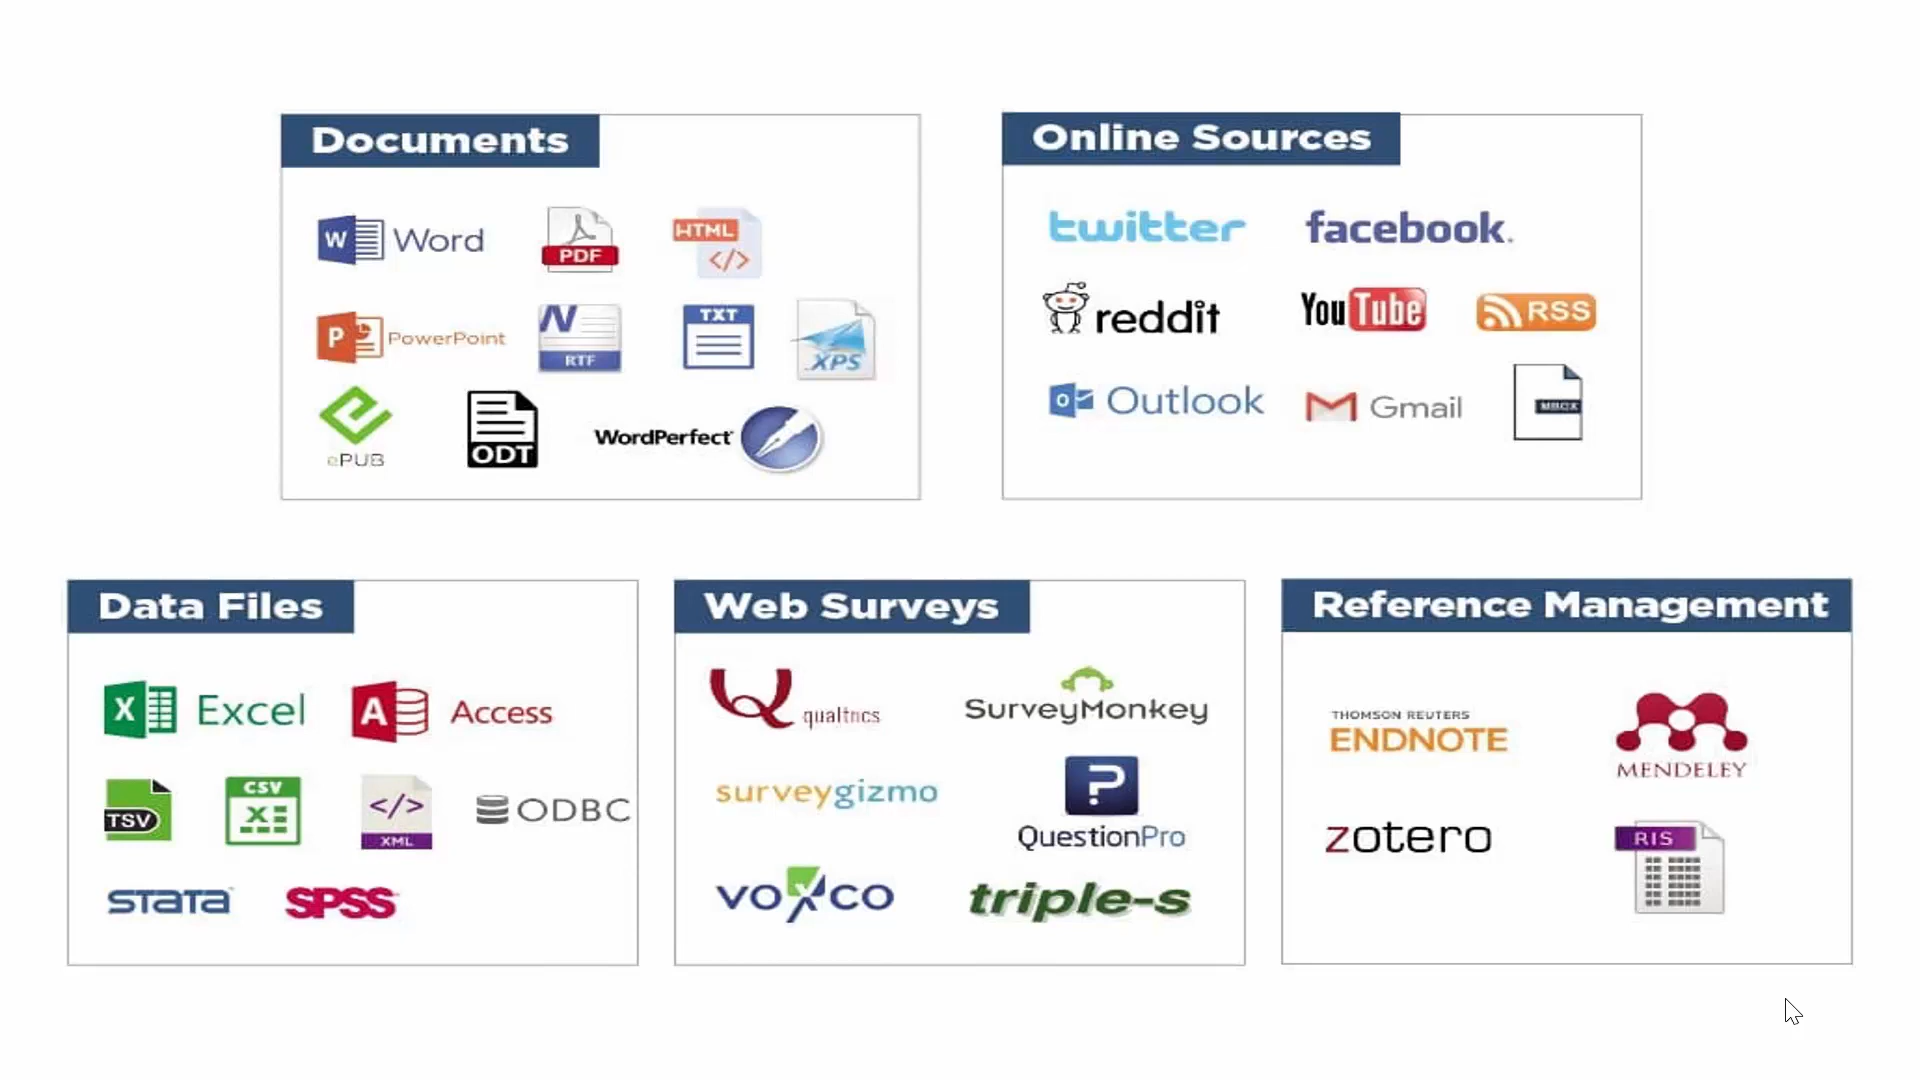 Documents
W Word
PDF
HTML
</>
P PowerPoint
W
RTF
TXT
XPS
ePUB
ODT
WordPerfect
Online Sources
twitter
facebook.
reddit
YouTube
RSS
O Outlook
Gmail
MBOX
Data Files
X Excel
A Access
TSV
CSV
X
</>
XML
ODBC
STATA
SPSS
Web Surveys
qualtrics
SurveyMonkey
surveygizmo
?
QuestionPro
voxco
triple-s
Reference Management
THOMSON REUTERS
ENDNOTE
MENDELEY
zotero
RIS